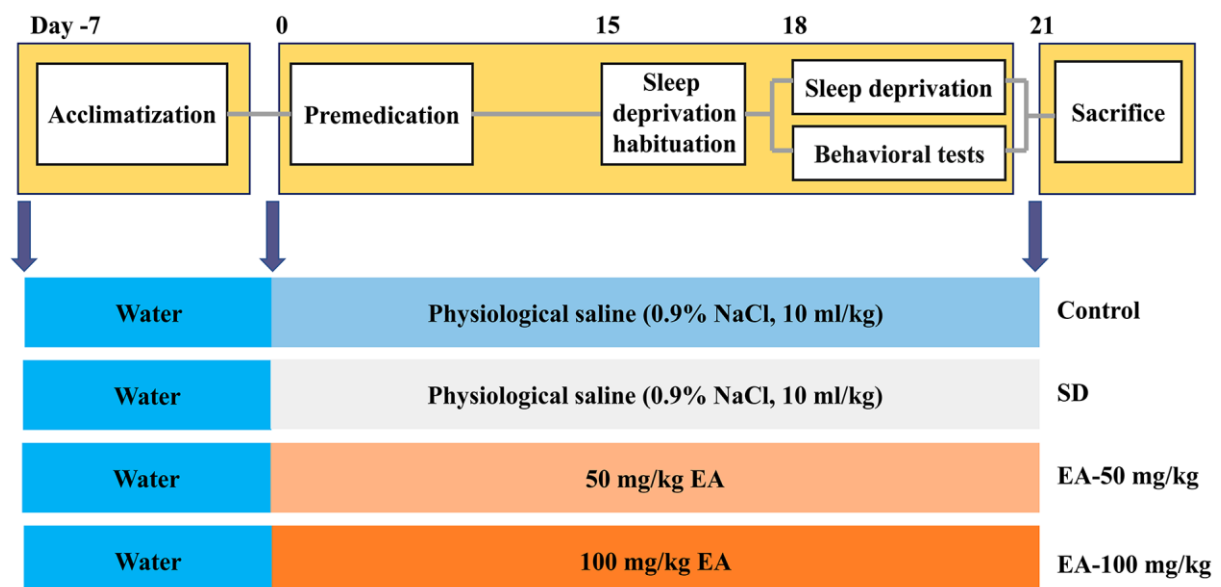 Day -7 0 15 18 21
Acclimatization
Premedication
Sleep
deprivation
habituation
Sleep deprivation
Behavioral tests
Sacrifice
Water Physiological saline (0.9% NaCl, 10 ml/kg) Control
Water Physiological saline (0.9% NaCl, 10 ml/kg) SD
Water 50 mg/kg EA EA-50 mg/kg
Water 100 mg/kg EA EA-100 mg/kg